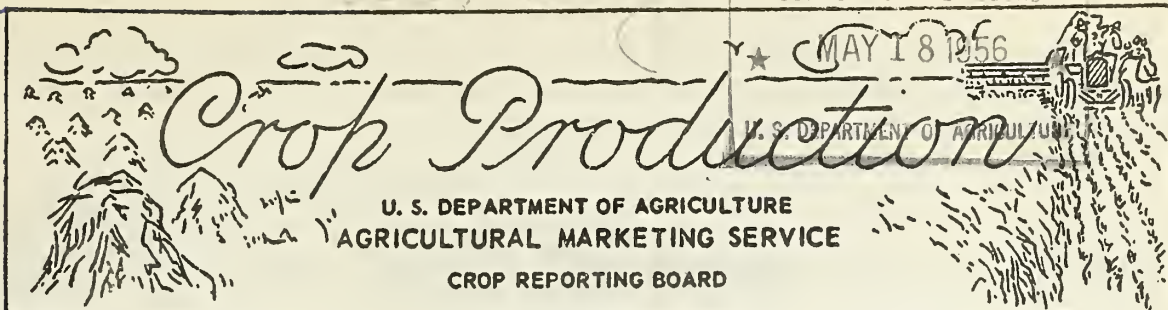 ★ MAY 18 1956
Crop Production
U. S. DEPARTMENT OF AGRICULTURE
U. S. DEPARTMENT OF AGRICULTURE
AGRICULTURAL MARKETING SERVICE
CROP REPORTING BOARD